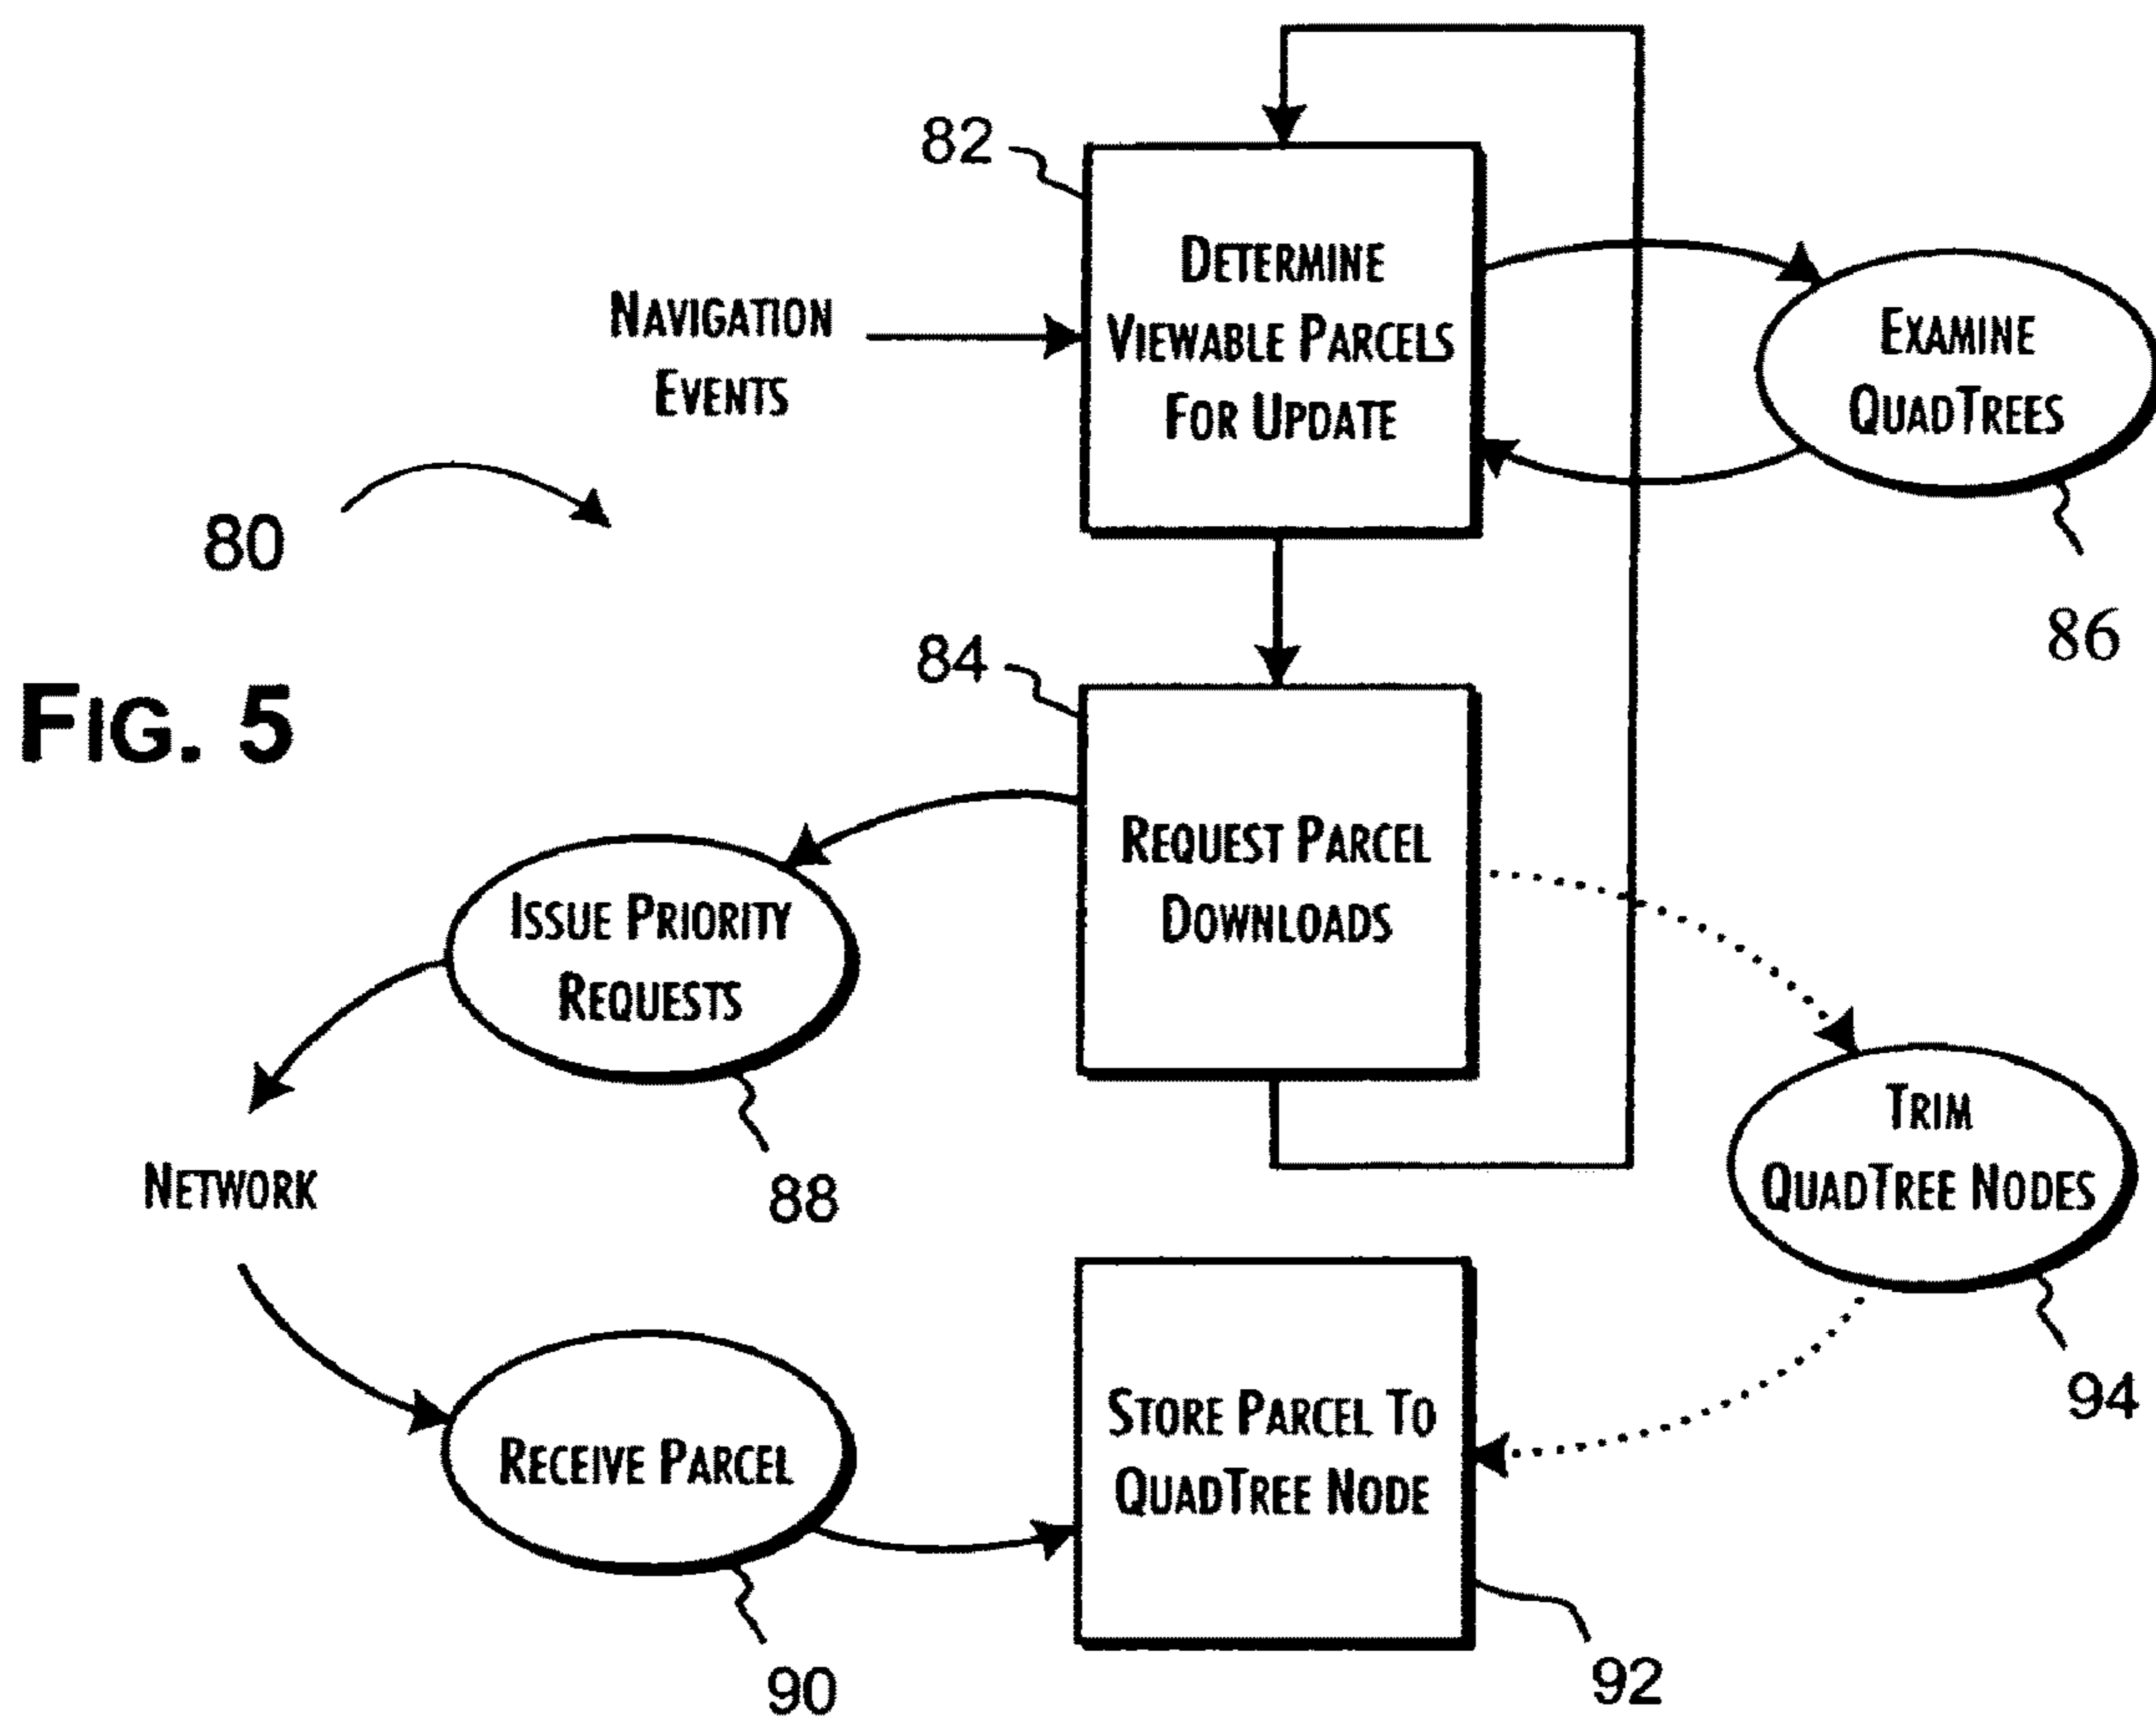 82
DETERMINE
VIEWABLE PARCELS
FOR UPDATE
NAVIGATION
EVENTS
EXAMINE
QUADTREES
80
86
84
FIG. 5
REQUEST PARCEL
DOWNLOADS
ISSUE PRIORITY
REQUESTS
TRIM
QUADTREE NODES
NETWORK
88
94
STORE PARCEL TO
QUADTREE NODE
RECEIVE PARCEL
90
92